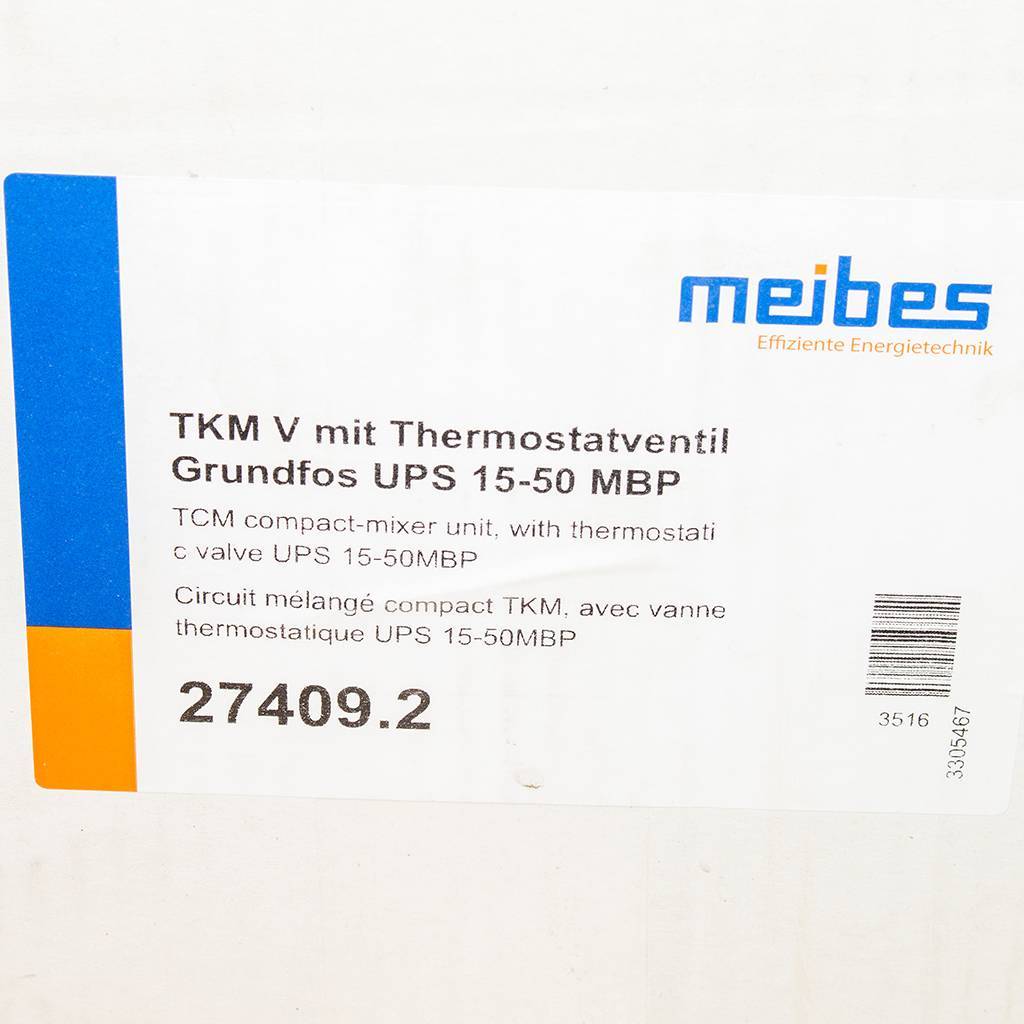 meibes
Effiziente Energietechnik
TKM V mit Thermostatventil
Grundfos UPS 15-50 MBP
TCM compact-mixer unit, with thermostati
c valve UPS 15-50MBP
Circuit mélangé compact TKM, avec vanne
thermostatique UPS 15-50MBP
27409.2
3516
3305467